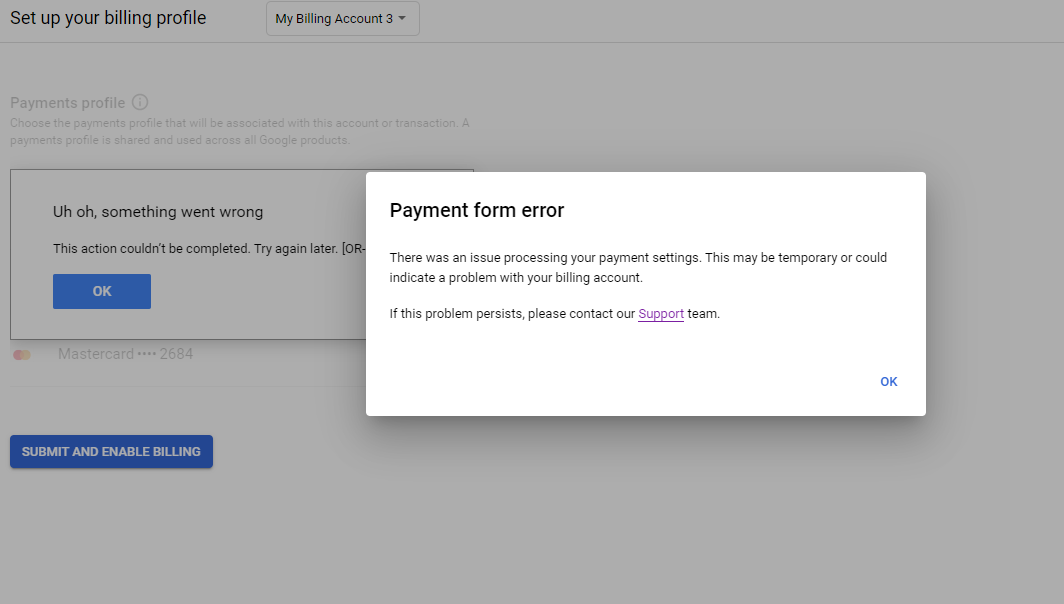 Set up your billing profile
My Billing Account 3
Payments profile
Choose the payments profile that will be associated with this account or transaction. A
payments profile is shared and used across all Google products.
Uh oh, something went wrong
This action couldn’t be completed. Try again later. [OR-
OK
Mastercard •••• 2684
SUBMIT AND ENABLE BILLING
Payment form error
There was an issue processing your payment settings. This may be temporary or could
indicate a problem with your billing account.
If this problem persists, please contact our Support team.
OK